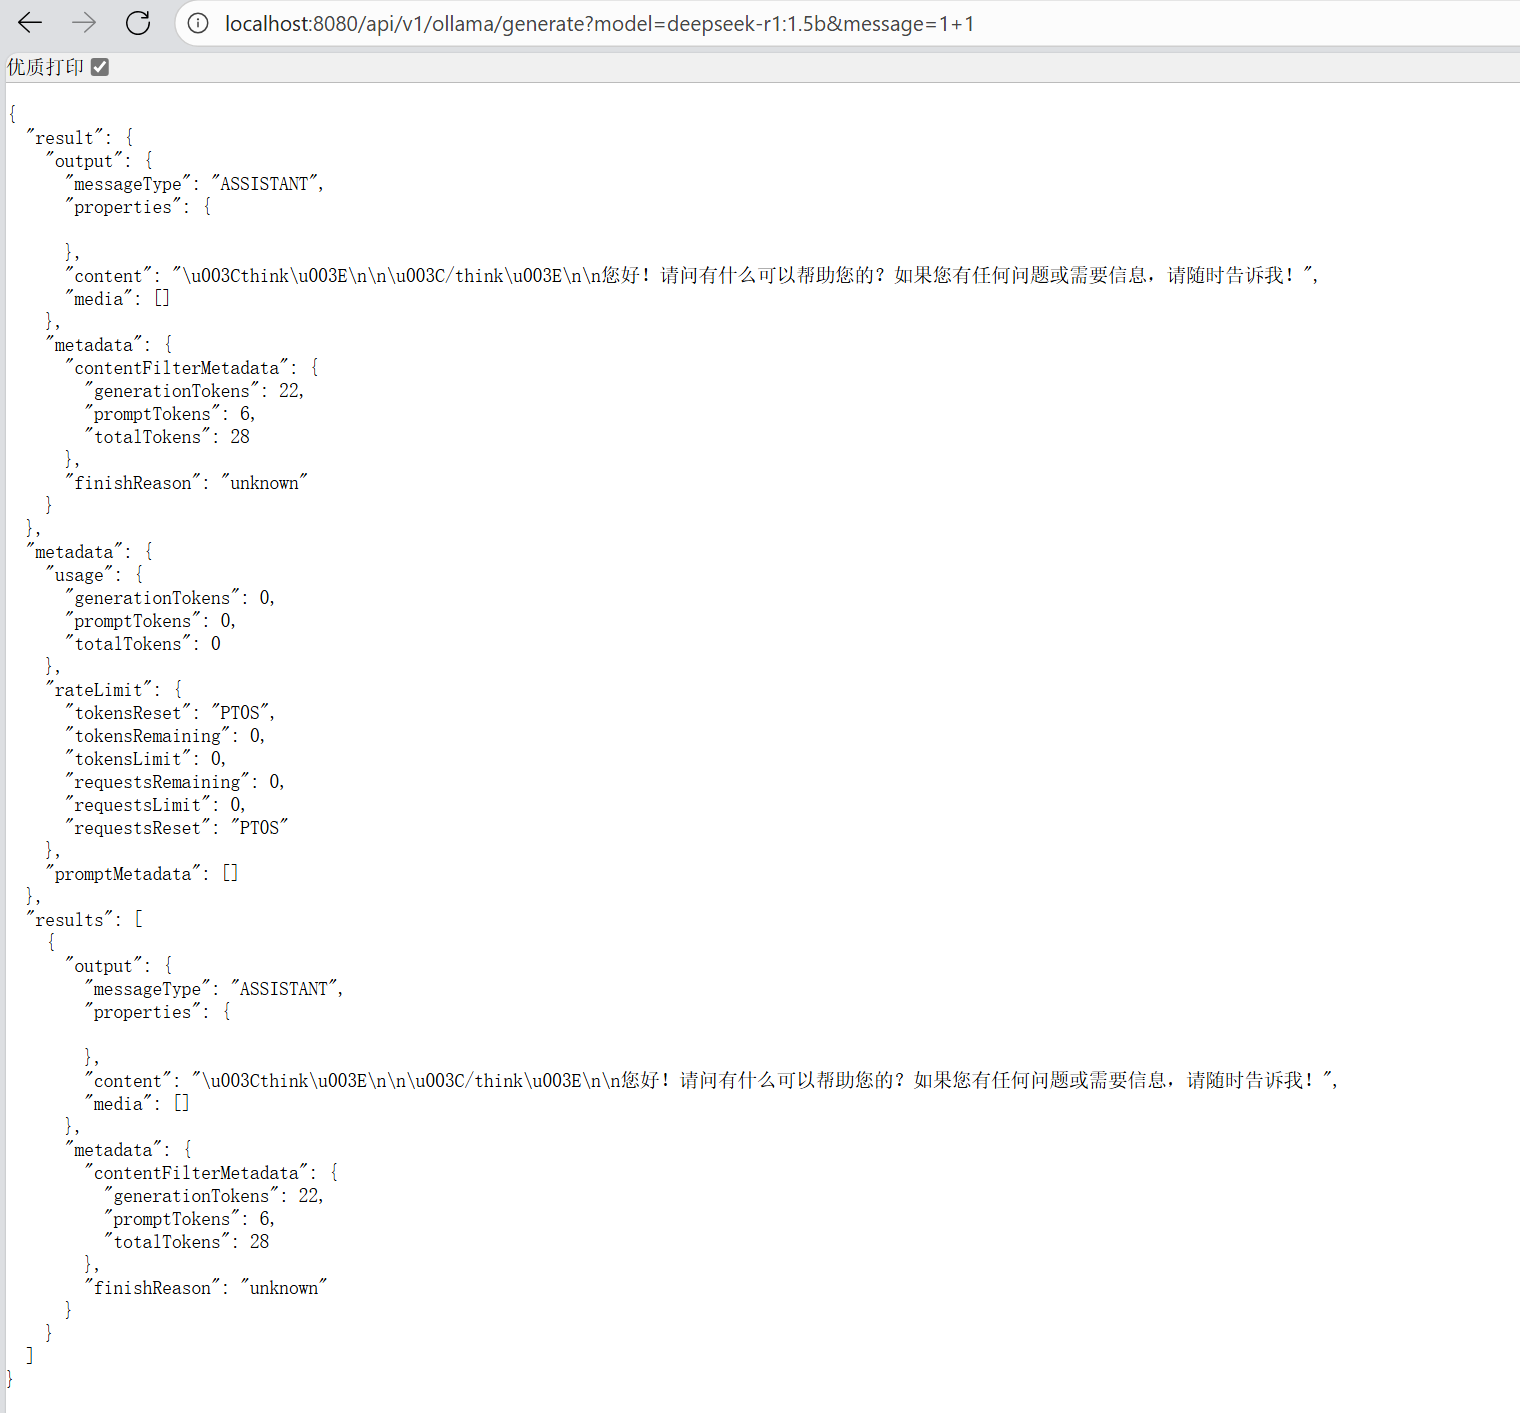 localhost:8080/api/v1/ollama/generate?model=deepseek-r1:1.5b&message=1+1
优质打印
{
  "result": {
    "output": {
      "messageType": "ASSISTANT",
      "properties": {

      },
      "content": "\u003Cthink\u003E\n\n\u003C/think\u003E\n\n您好！请问有什么可以帮助您的？如果您有任何问题或需要信息，请随时告诉我！",
      "media": []
    },
    "metadata": {
      "contentFilterMetadata": {
        "generationTokens": 22,
        "promptTokens": 6,
        "totalTokens": 28
      },
      "finishReason": "unknown"
    }
  },
  "metadata": {
    "usage": {
      "generationTokens": 0,
      "promptTokens": 0,
      "totalTokens": 0
    },
    "rateLimit": {
      "tokensReset": "PT0S",
      "tokensRemaining": 0,
      "tokensLimit": 0,
      "requestsRemaining": 0,
      "requestsLimit": 0,
      "requestsReset": "PT0S"
    },
    "promptMetadata": []
  },
  "results": [
    {
      "output": {
        "messageType": "ASSISTANT",
        "properties": {

        },
        "content": "\u003Cthink\u003E\n\n\u003C/think\u003E\n\n您好！请问有什么可以帮助您的？如果您有任何问题或需要信息，请随时告诉我！",
        "media": []
      },
      "metadata": {
        "contentFilterMetadata": {
          "generationTokens": 22,
          "promptTokens": 6,
          "totalTokens": 28
        },
        "finishReason": "unknown"
      }
    }
  ]
}